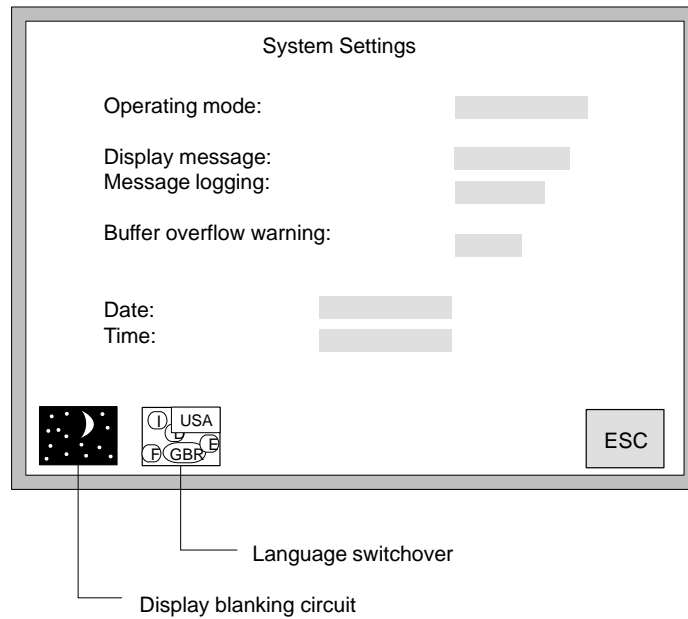 System Settings
Operating mode:
Display message:
Message logging:
Buffer overflow warning:
Date:
Time:
I
USA
D
E
F
GBR
ESC
Language switchover
Display blanking circuit